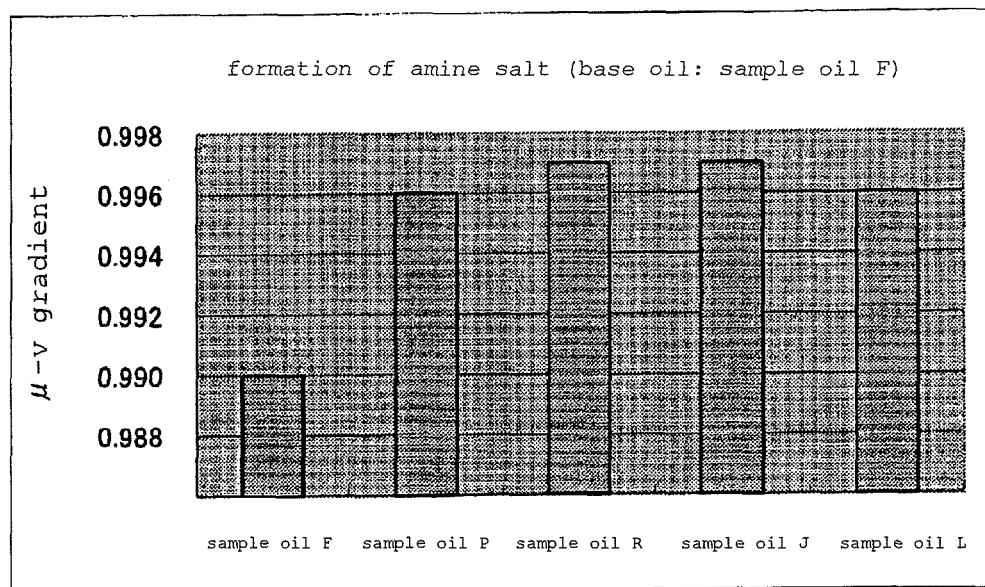 formation of amine salt (base oil: sample oil F)
μ-v gradient
0.998
0.996
0.994
0.992
0.990
0.988
sample oil F sample oil P sample oil R sample oil J sample oil L